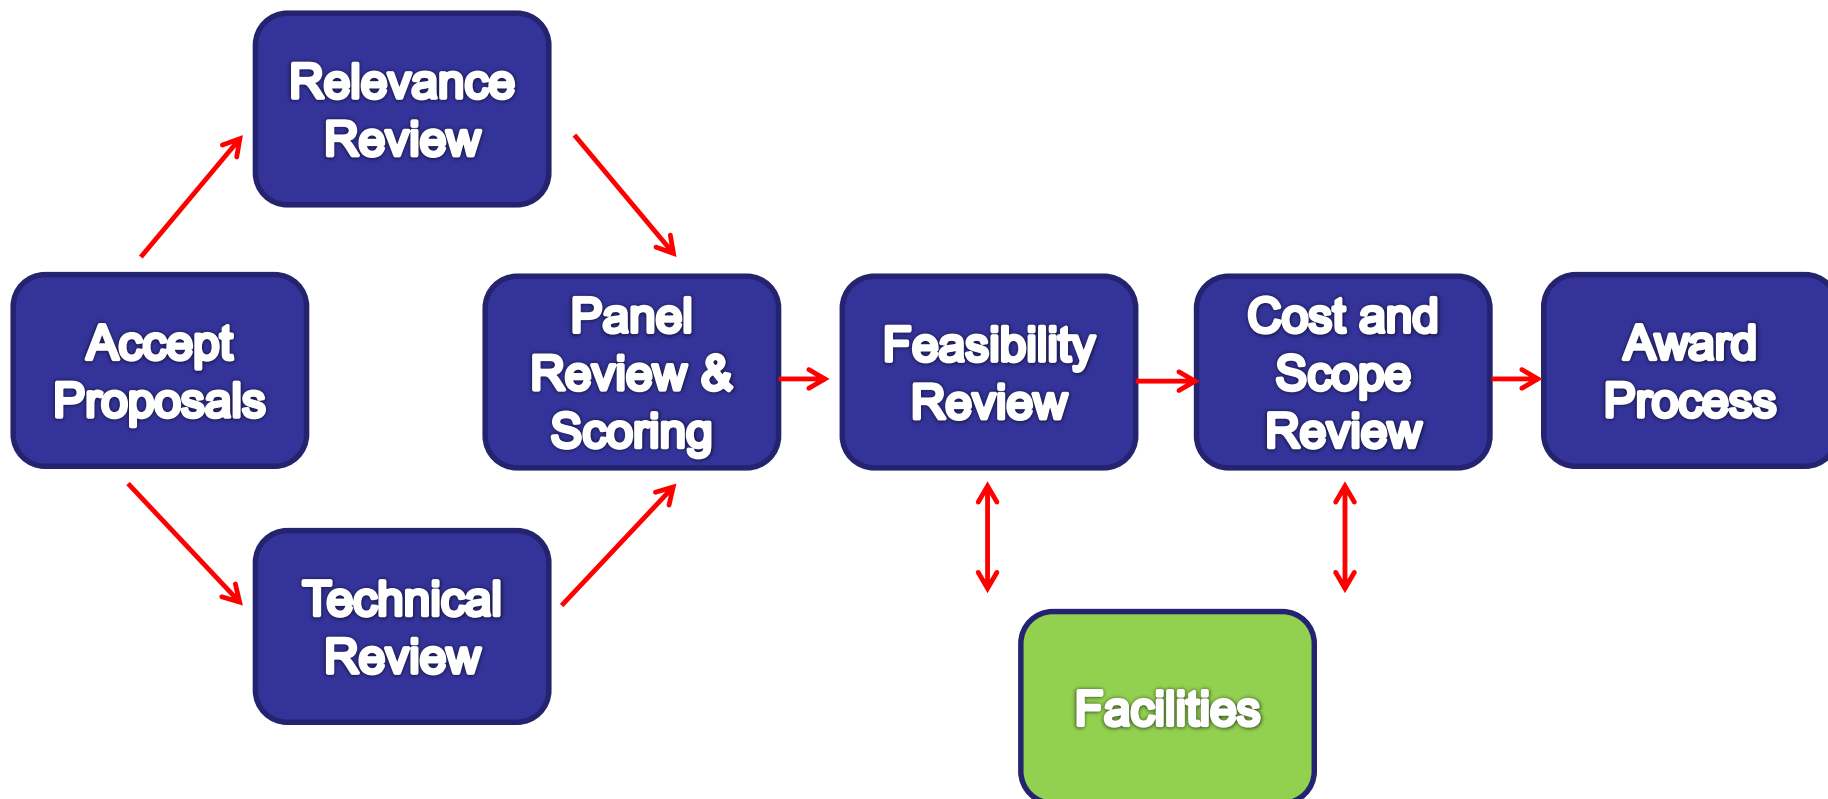 Relevance
Review
Accept
Proposals
Panel
Review &
Scoring
Feasibility
Review
Cost and
Scope
Review
Award
Process
Technical
Review
Facilities